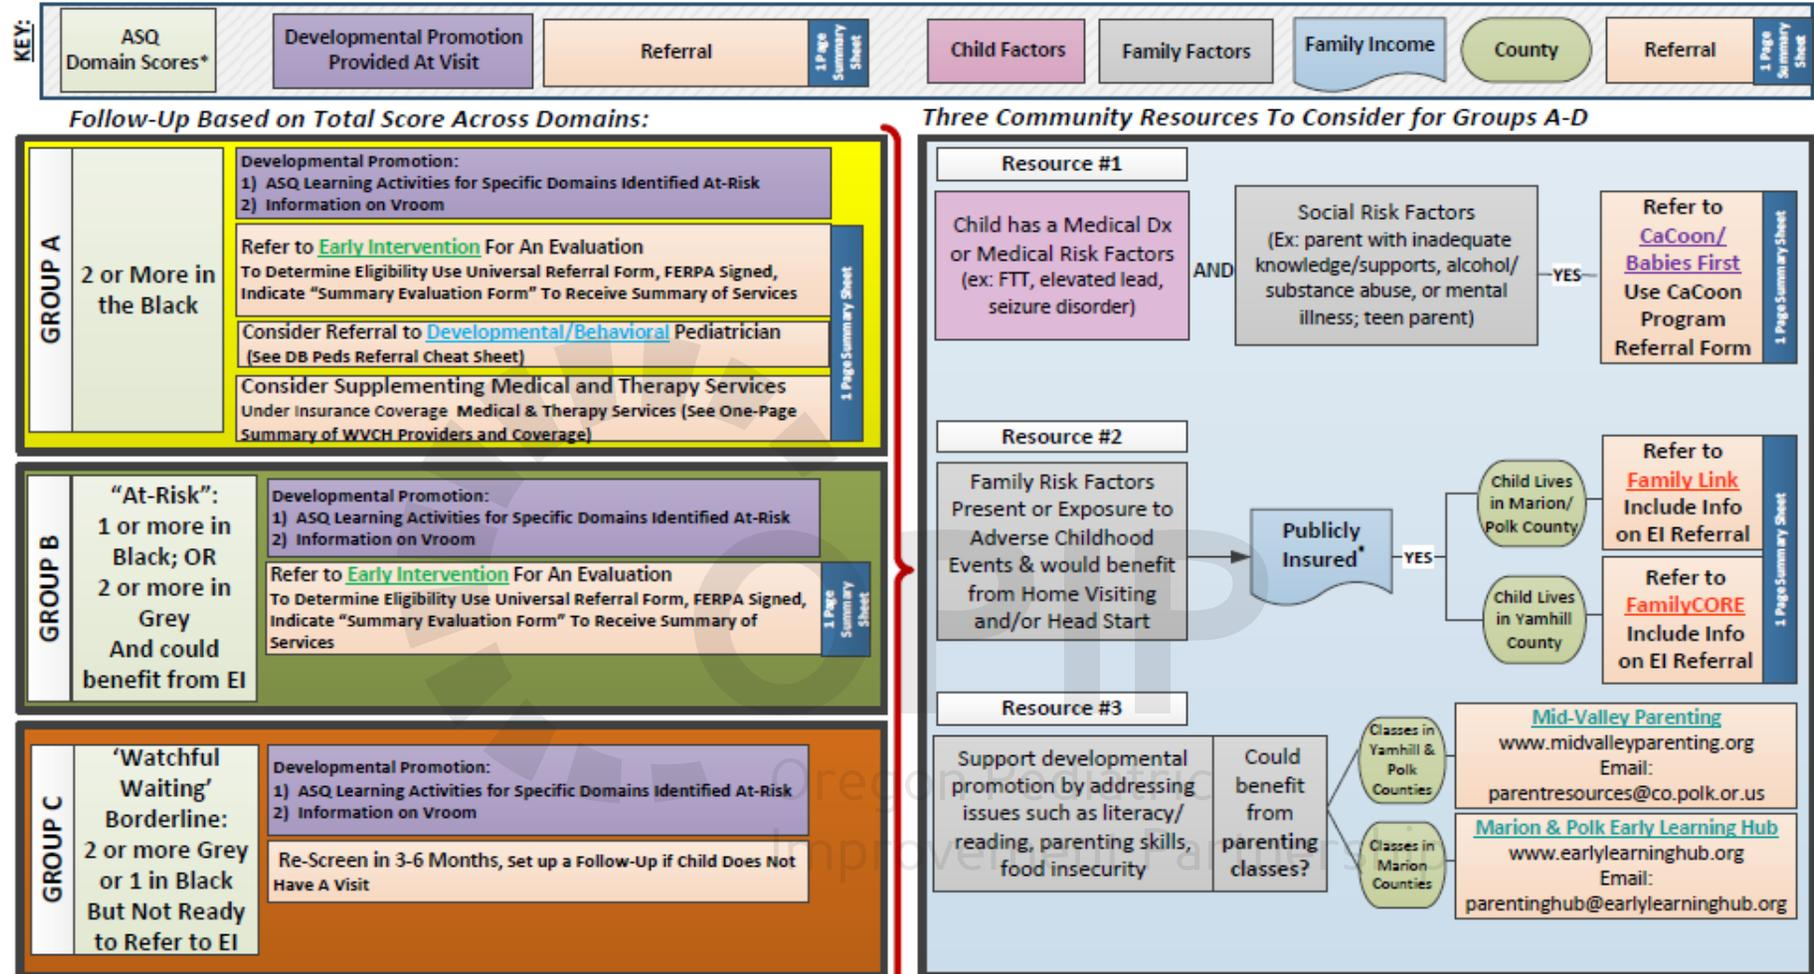 KEY:
ASQ
Domain Scores*
Developmental Promotion
Provided At Visit
Referral
1 Page
Summary
Sheet
Child Factors
Family Factors
Family Income
County
Referral
1 Page
Summary
Sheet
Follow-Up Based on Total Score Across Domains:
GROUP A
2 or More in
the Black
Developmental Promotion:
1) ASQ Learning Activities for Specific Domains Identified At-Risk
2) Information on Vroom
Refer to Early Intervention For An Evaluation
To Determine Eligibility Use Universal Referral Form, FERPA Signed,
Indicate “Summary Evaluation Form” To Receive Summary of Services
Consider Referral to Developmental/Behavioral Pediatrician
(See DB Peds Referral Cheat Sheet)
Consider Supplementing Medical and Therapy Services
Under Insurance Coverage Medical & Therapy Services (See One-Page
Summary of WVCH Providers and Coverage)
1 Page Summary Sheet
GROUP B
“At-Risk”:
1 or more in
Black; OR
2 or more in
Grey
And could
benefit from EI
Developmental Promotion:
1) ASQ Learning Activities for Specific Domains Identified At-Risk
2) Information on Vroom
Refer to Early Intervention For An Evaluation
To Determine Eligibility Use Universal Referral Form, FERPA Signed,
Indicate “Summary Evaluation Form” To Receive Summary of
Services
1 Page
Summary
Sheet
GROUP C
‘Watchful
Waiting’
Borderline:
2 or more Grey
or 1 in Black
But Not Ready
to Refer to EI
Developmental Promotion:
1) ASQ Learning Activities for Specific Domains Identified At-Risk
2) Information on Vroom
Re-Screen in 3-6 Months, Set up a Follow-Up if Child Does Not
Have A Visit
Three Community Resources To Consider for Groups A-D
Resource #1
Child has a Medical Dx
or Medical Risk Factors
(ex: FTT, elevated lead,
seizure disorder)
AND
Social Risk Factors
(Ex: parent with inadequate
knowledge/supports, alcohol/
substance abuse, or mental
illness; teen parent)
YES
Refer to
CaCoon/
Babies First
Use CaCoon
Program
Referral Form
1 Page Summary Sheet
Resource #2
Family Risk Factors
Present or Exposure to
Adverse Childhood
Events & would benefit
from Home Visiting
and/or Head Start
Publicly
Insured*
YES
Child Lives
in Marion/
Polk County
Refer to
Family Link
Include Info
on EI Referral
Child Lives
in Yamhill
County
Refer to
FamilyCORE
Include Info
on EI Referral
1 Page Summary Sheet
Resource #3
Support developmental
promotion by addressing
issues such as literacy/
reading, parenting skills,
food insecurity
Could
benefit
from
parenting
classes?
Classes in
Yamhill &
Polk
Counties
Mid-Valley Parenting
www.midvalleyparenting.org
Email:
parentresources@co.polk.or.us
Classes in
Marion
Counties
Marion & Polk Early Learning Hub
www.earlylearninghub.org
Email:
parentinghub@earlylearninghub.org
OPIP
Oregon Pediatric
Improvement Partnership